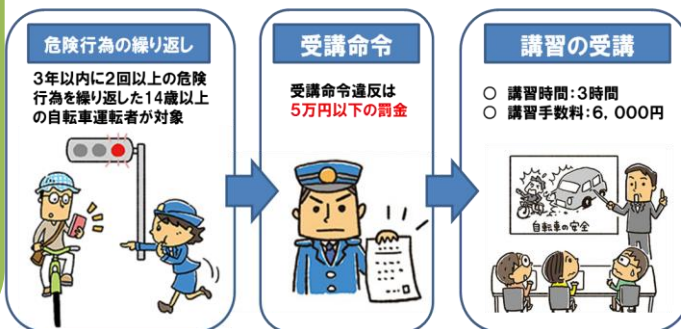 危険行為の繰り返し
3年以内に2回以上の危険
行為を繰り返した14歳以上
の自転車運転者が対象
受講命令
受講命令違反は
5万円以下の罰金
講習の受講
○ 講習時間:3時間
○ 講習手数料:6,000円
自転車の安全